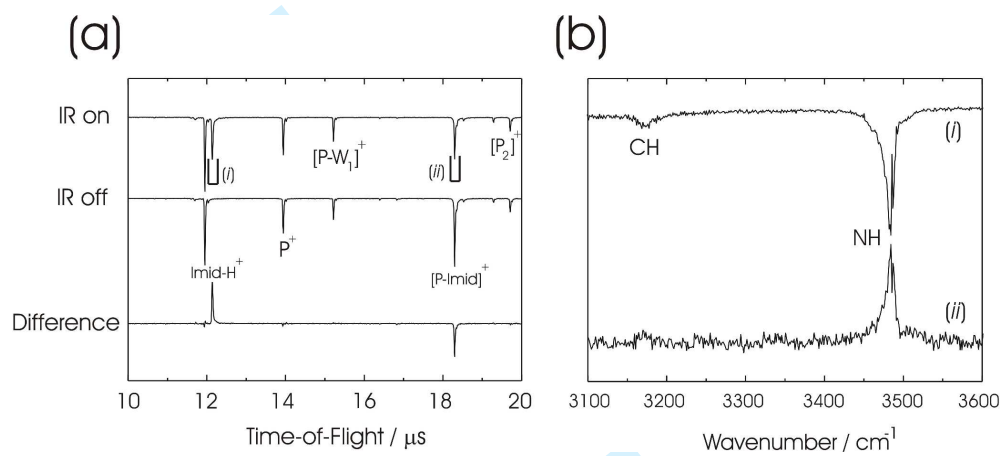 (a)
IR on
(i)
[P-W₁]⁺
(ii)
[P₂]⁺
IR off
P⁺
Imid-H⁺
[P-Imid]⁺
Difference
10 12 14 16 18 20
Time-of-Flight / μs
(b)
CH
(i)
NH
(ii)
3100 3200 3300 3400 3500 3600
Wavenumber / cm⁻¹